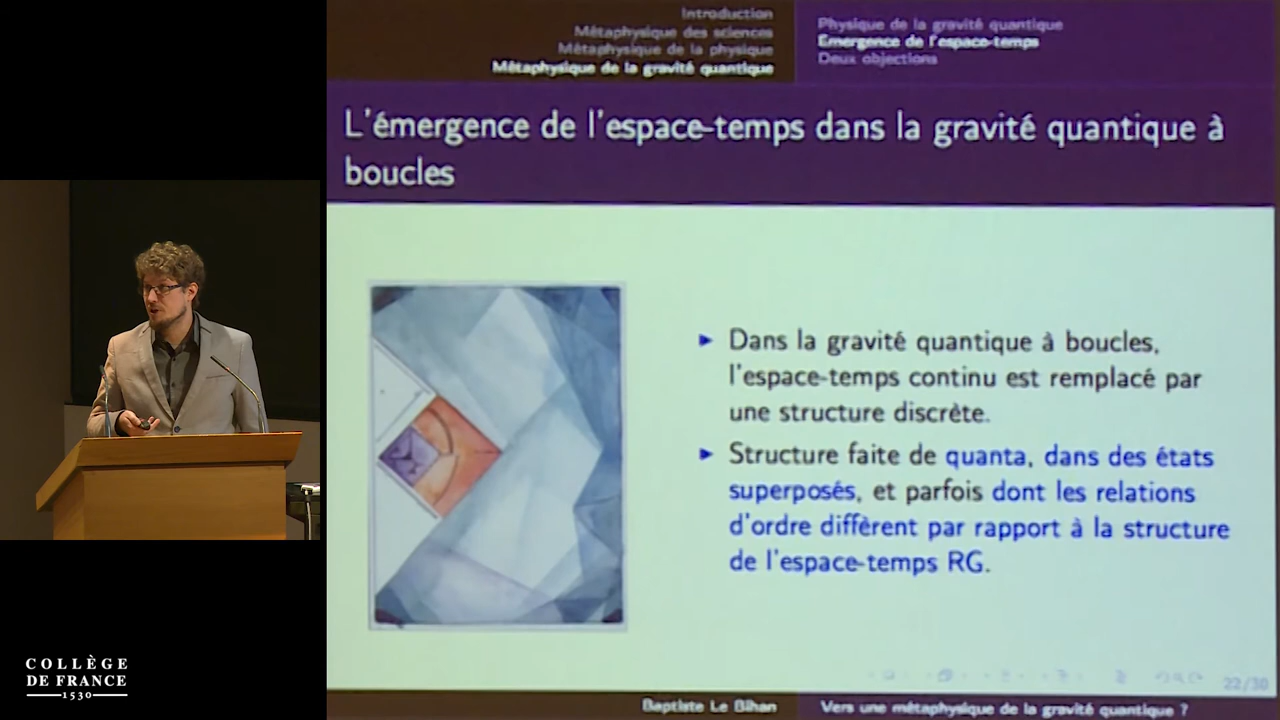 Introduction
Métaphysique des sciences
Métaphysique de la physique
Métaphysique de la gravité quantique
Physique de la gravité quantique
Émergence de l'espace-temps
Deux objections
L'émergence de l'espace-temps dans la gravité quantique à
boucles
Dans la gravité quantique à boucles,
l'espace-temps continu est remplacé par
une structure discrète.
Structure faite de quanta, dans des états
superposés, et parfois dont les relations
d'ordre diffèrent par rapport à la structure
de l'espace-temps RG.
22/30
Baptiste Le Bihan
Vers une métaphysique de la gravité quantique ?
COLLÈGE
DE FRANCE
1530